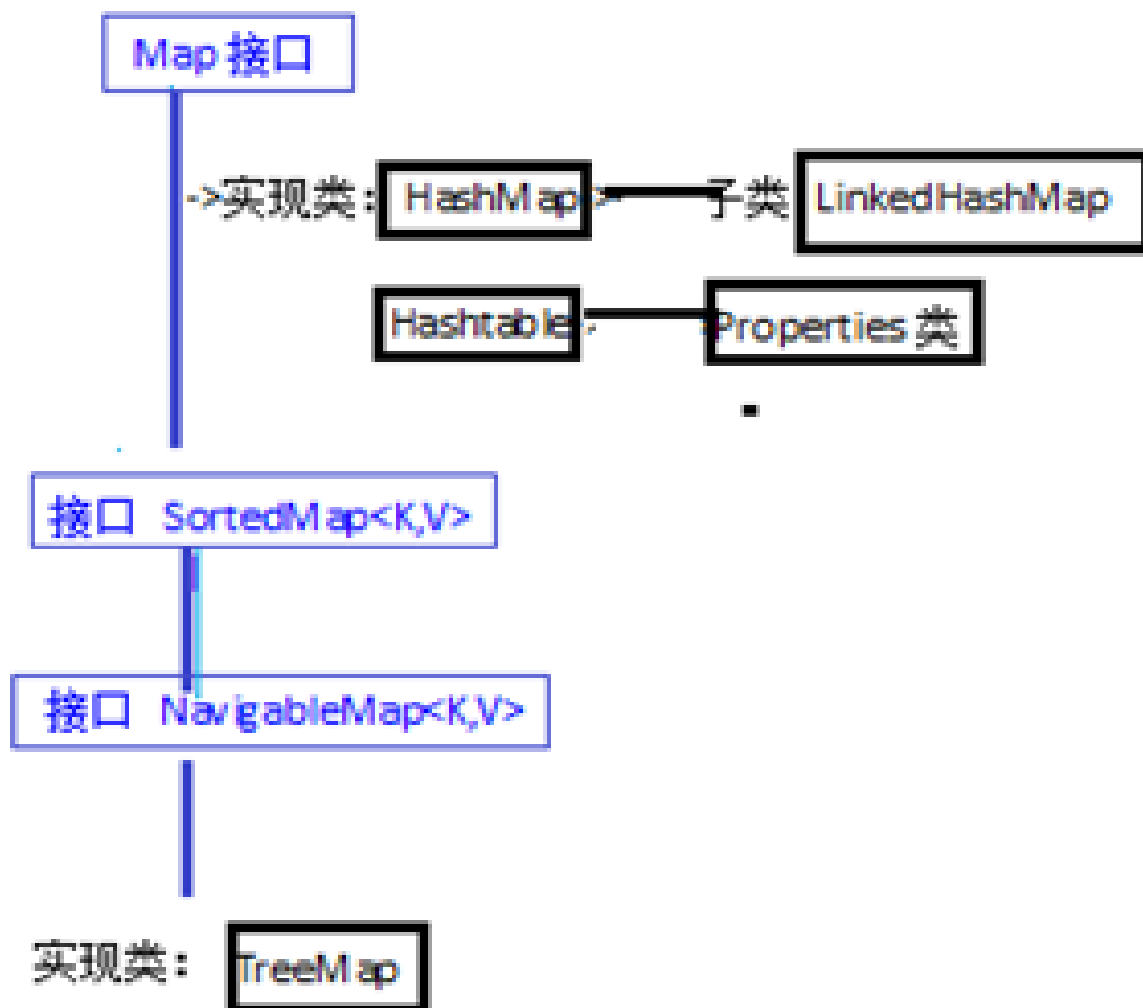 Map 接口
->实现类： HashMap > 子类 LinkedHashMap
Hashtable Properties 类
接口 SortedMap<K,V>
接口 NavigableMap<K,V>
实现类： TreeMap